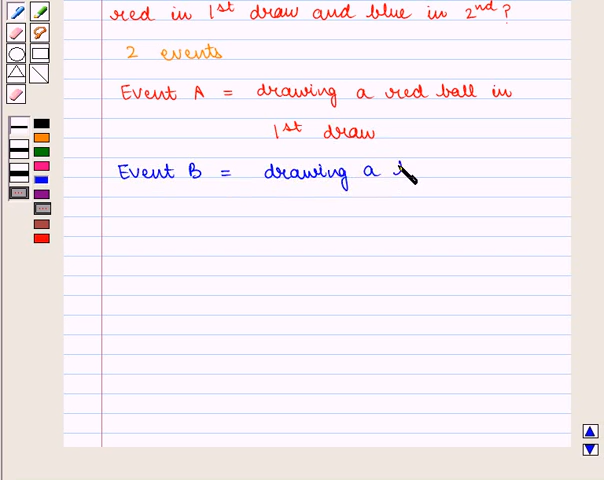 red in 1st draw and blue in 2nd?
2 events
Event A = drawing a red ball in
1st draw
Event B = drawing a